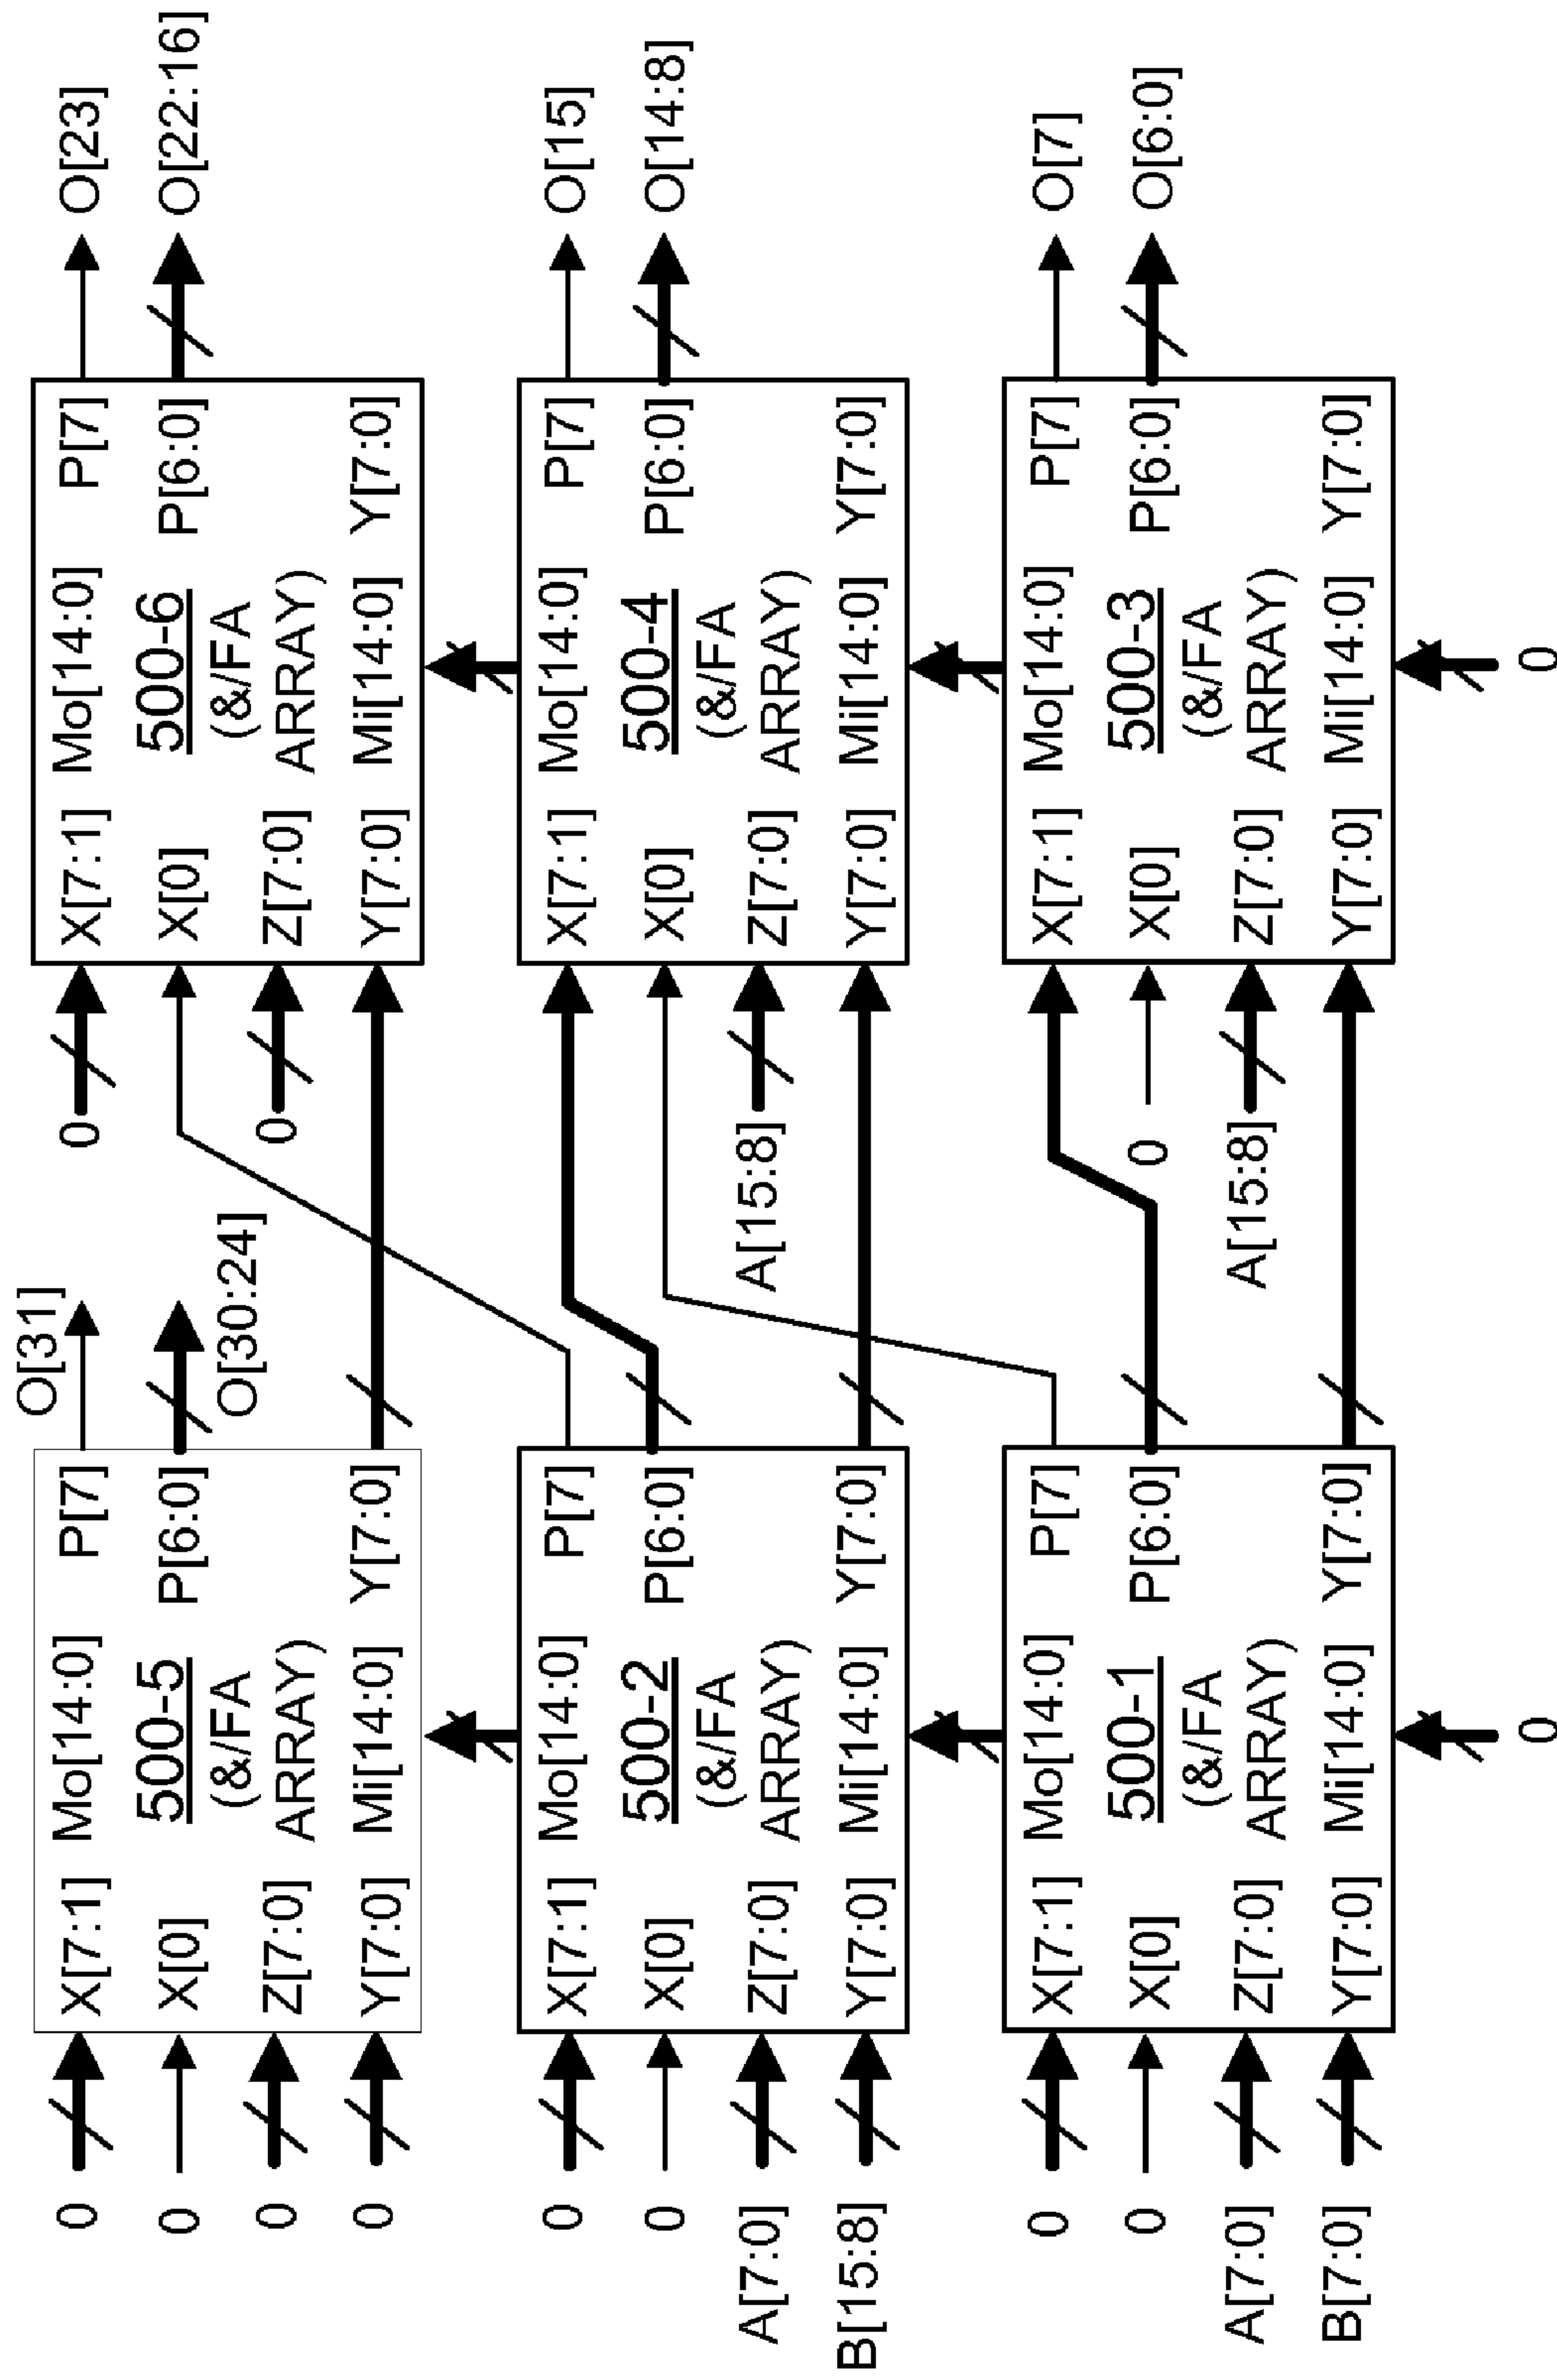 O[31]
0 X[7:1] Mo[14:0] P[7]
0 X[0] 500-5 P[6:0]
O[30:24]
(&/FA
0 Z[7:0] ARRAY)
0 Y[7:0] Mi[14:0] Y[7:0]
0 X[7:1] Mo[14:0] P[7] O[23]
X[0] 500-6 P[6:0] O[22:16]
(&/FA
0 Z[7:0] ARRAY)
Y[7:0] Mi[14:0] Y[7:0]
0 X[7:1] Mo[14:0] P[7]
0 X[0] 500-2 P[6:0]
(&/FA
A[7:0] Z[7:0] ARRAY)
B[15:8] Y[7:0] Mi[14:0] Y[7:0]
X[7:1] Mo[14:0] P[7] O[15]
X[0] 500-4 P[6:0] O[14:8]
(&/FA
A[15:8] Z[7:0] ARRAY)
Y[7:0] Mi[14:0] Y[7:0]
0 X[7:1] Mo[14:0] P[7]
0 X[0] 500-1 P[6:0]
(&/FA
A[7:0] Z[7:0] ARRAY)
B[7:0] Y[7:0] Mi[14:0] Y[7:0]
0
X[7:1] Mo[14:0] P[7] O[7]
0 X[0] 500-3 P[6:0] O[6:0]
(&/FA
A[15:8] Z[7:0] ARRAY)
Y[7:0] Mi[14:0] Y[7:0]
0